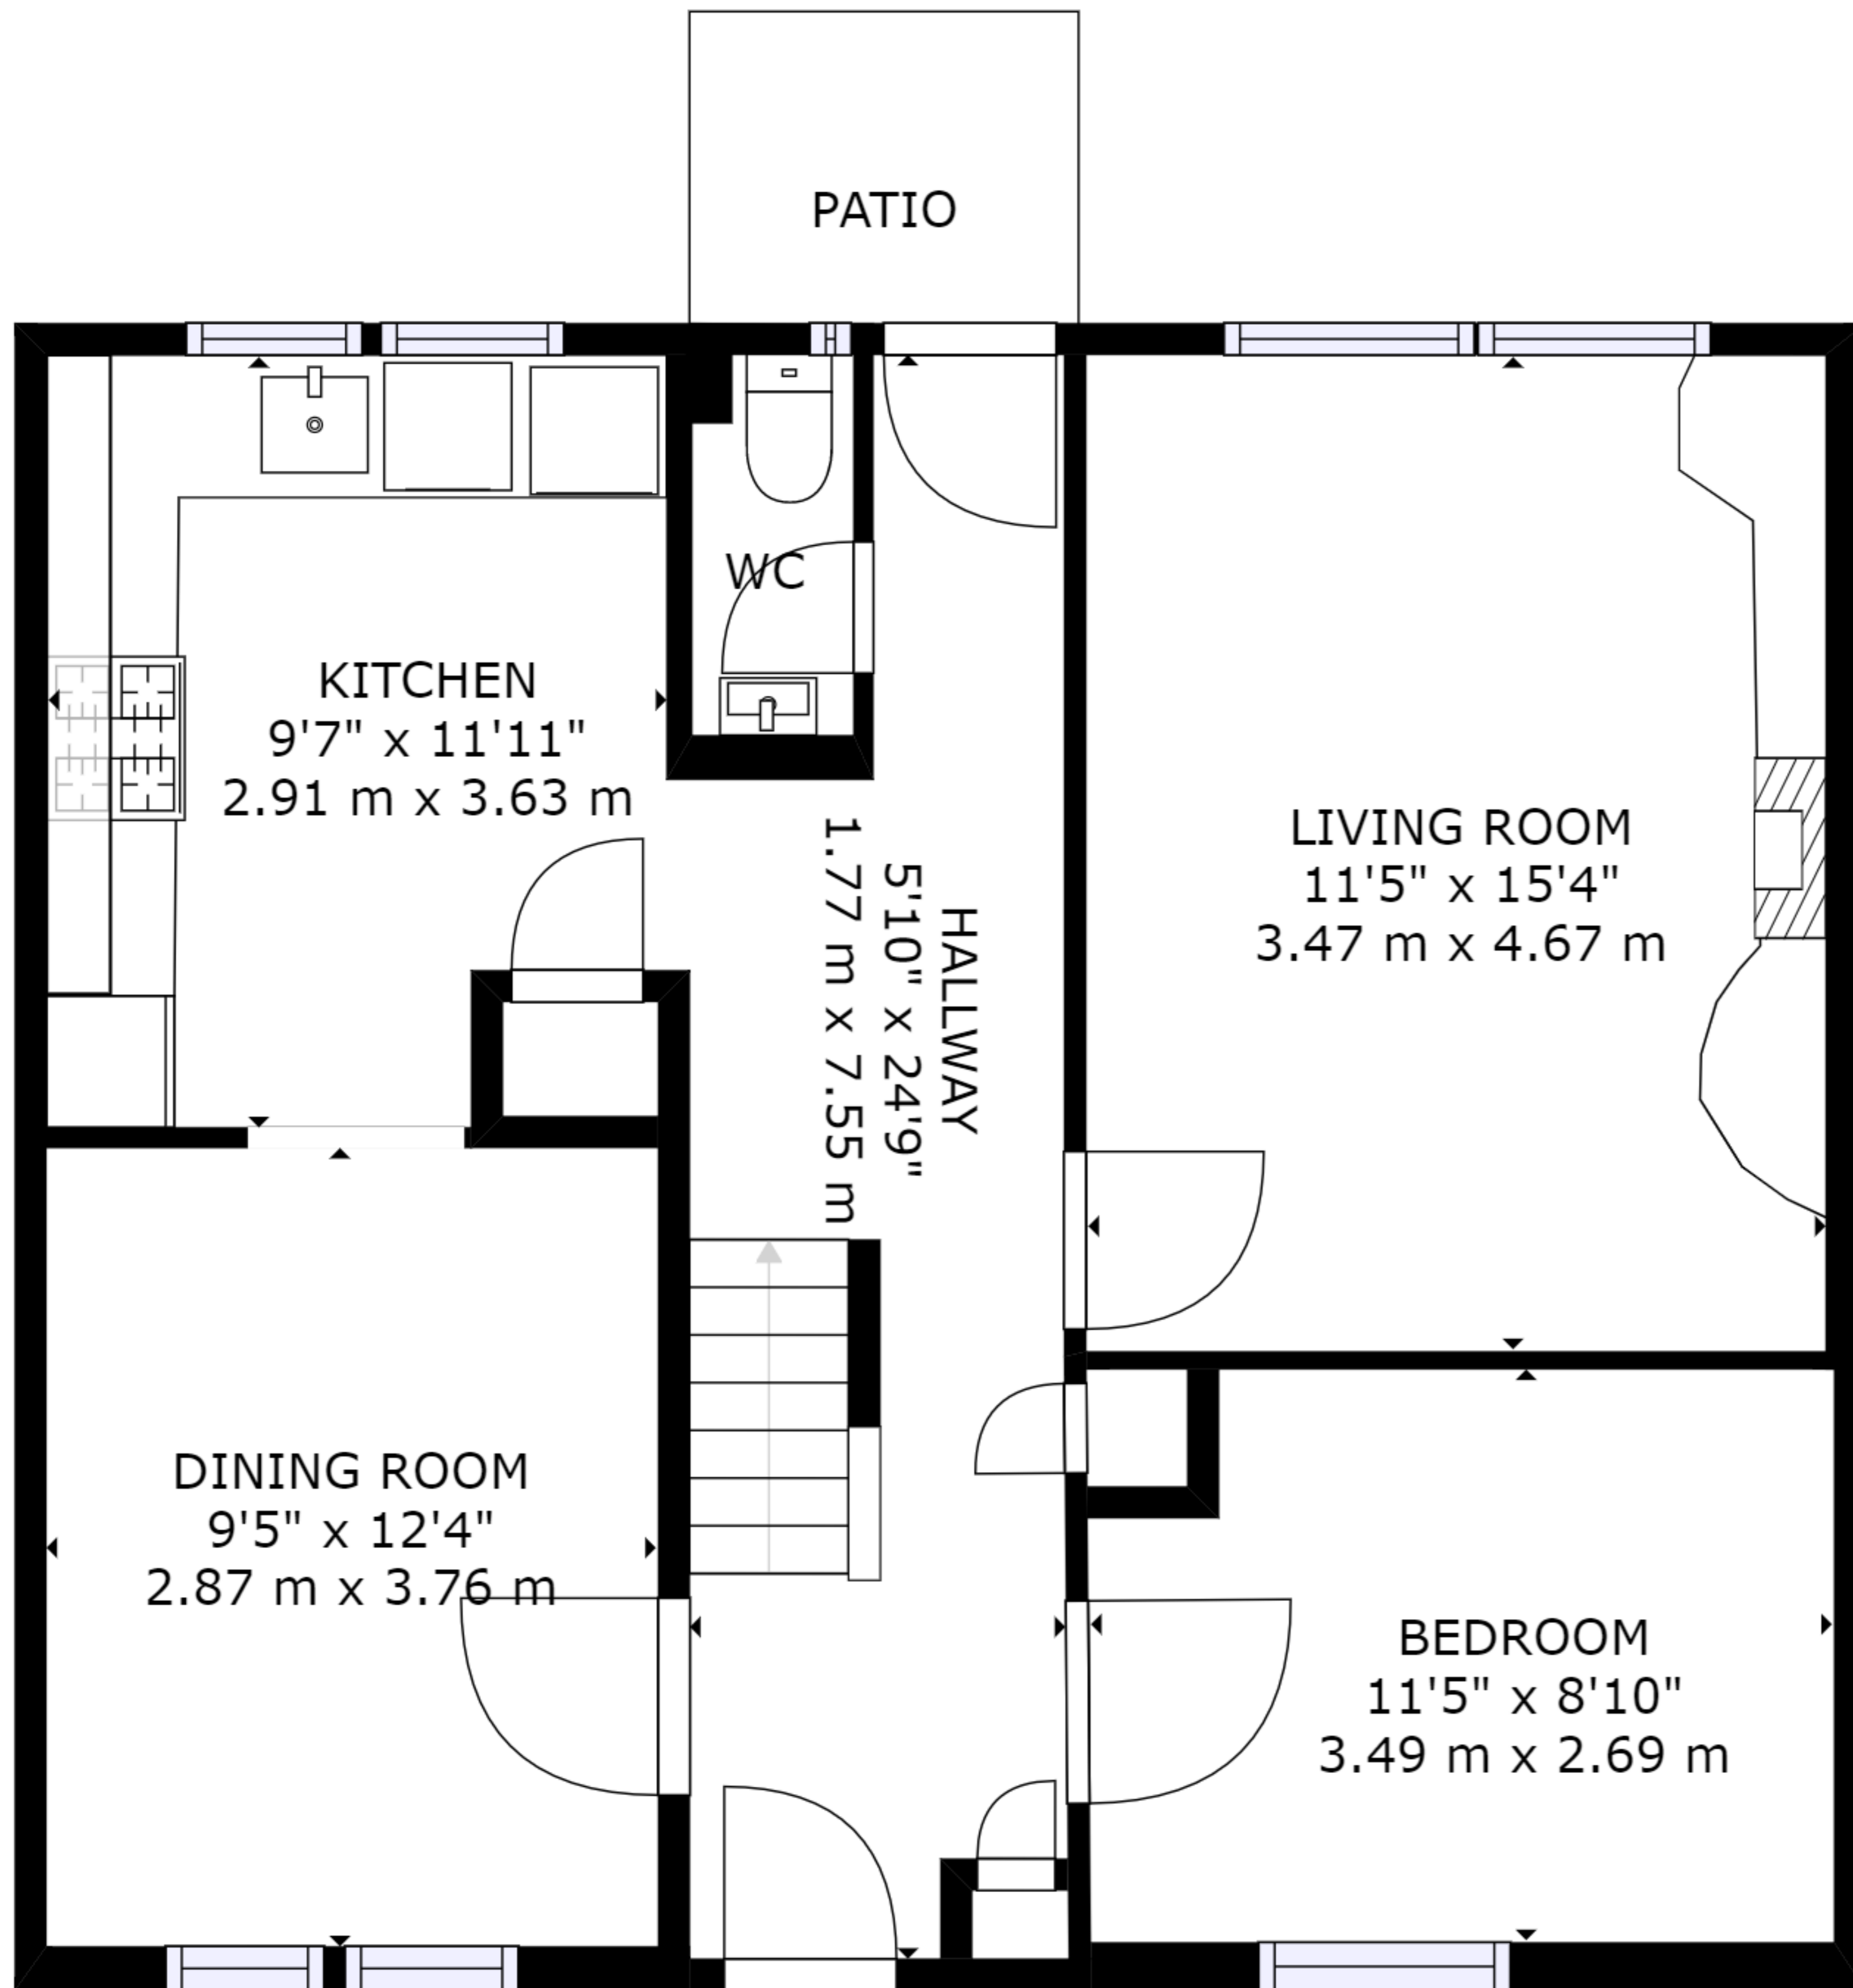 PATIO
WC
KITCHEN
9'7" x 11'11"
2.91 m x 3.63 m
HALLWAY
5'10" x 24'9"
1.77 m x 7.55 m
LIVING ROOM
11'5" x 15'4"
3.47 m x 4.67 m
DINING ROOM
9'5" x 12'4"
2.87 m x 3.76 m
BEDROOM
11'5" x 8'10"
3.49 m x 2.69 m